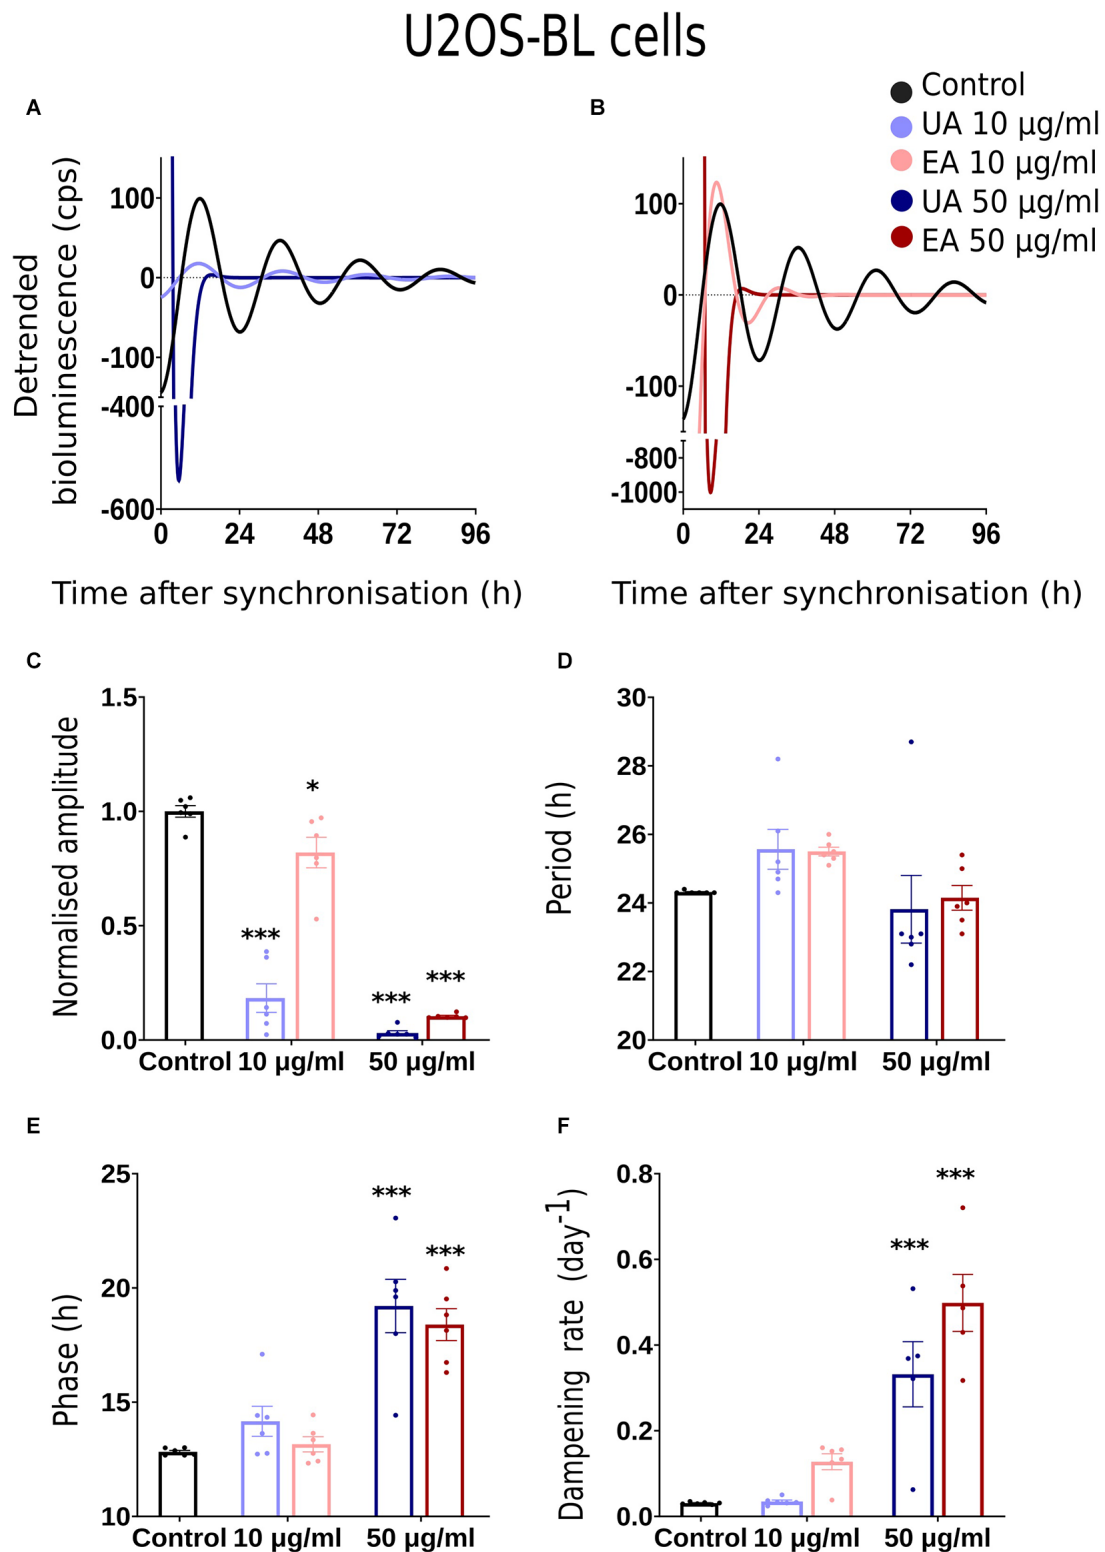 U2OS-BL cells
Control
UA 10 µg/ml
EA 10 µg/ml
UA 50 µg/ml
EA 50 µg/ml
A
Detrended
bioluminescence (cps)
100
0
-100
-400
-600
0 24 48 72 96
Time after synchronisation (h)
B
100
0
-100
-800
-1000
0 24 48 72 96
Time after synchronisation (h)
C
Normalised amplitude
1.5
1.0
0.5
0.0
*
***
***
***
Control 10 µg/ml 50 µg/ml
D
Period (h)
30
28
26
24
22
20
Control 10 µg/ml 50 µg/ml
E
Phase (h)
25
20
15
10
***
***
Control 10 µg/ml 50 µg/ml
F
Dampening rate (day-1)
0.8
0.6
0.4
0.2
0.0
***
***
Control 10 µg/ml 50 µg/ml